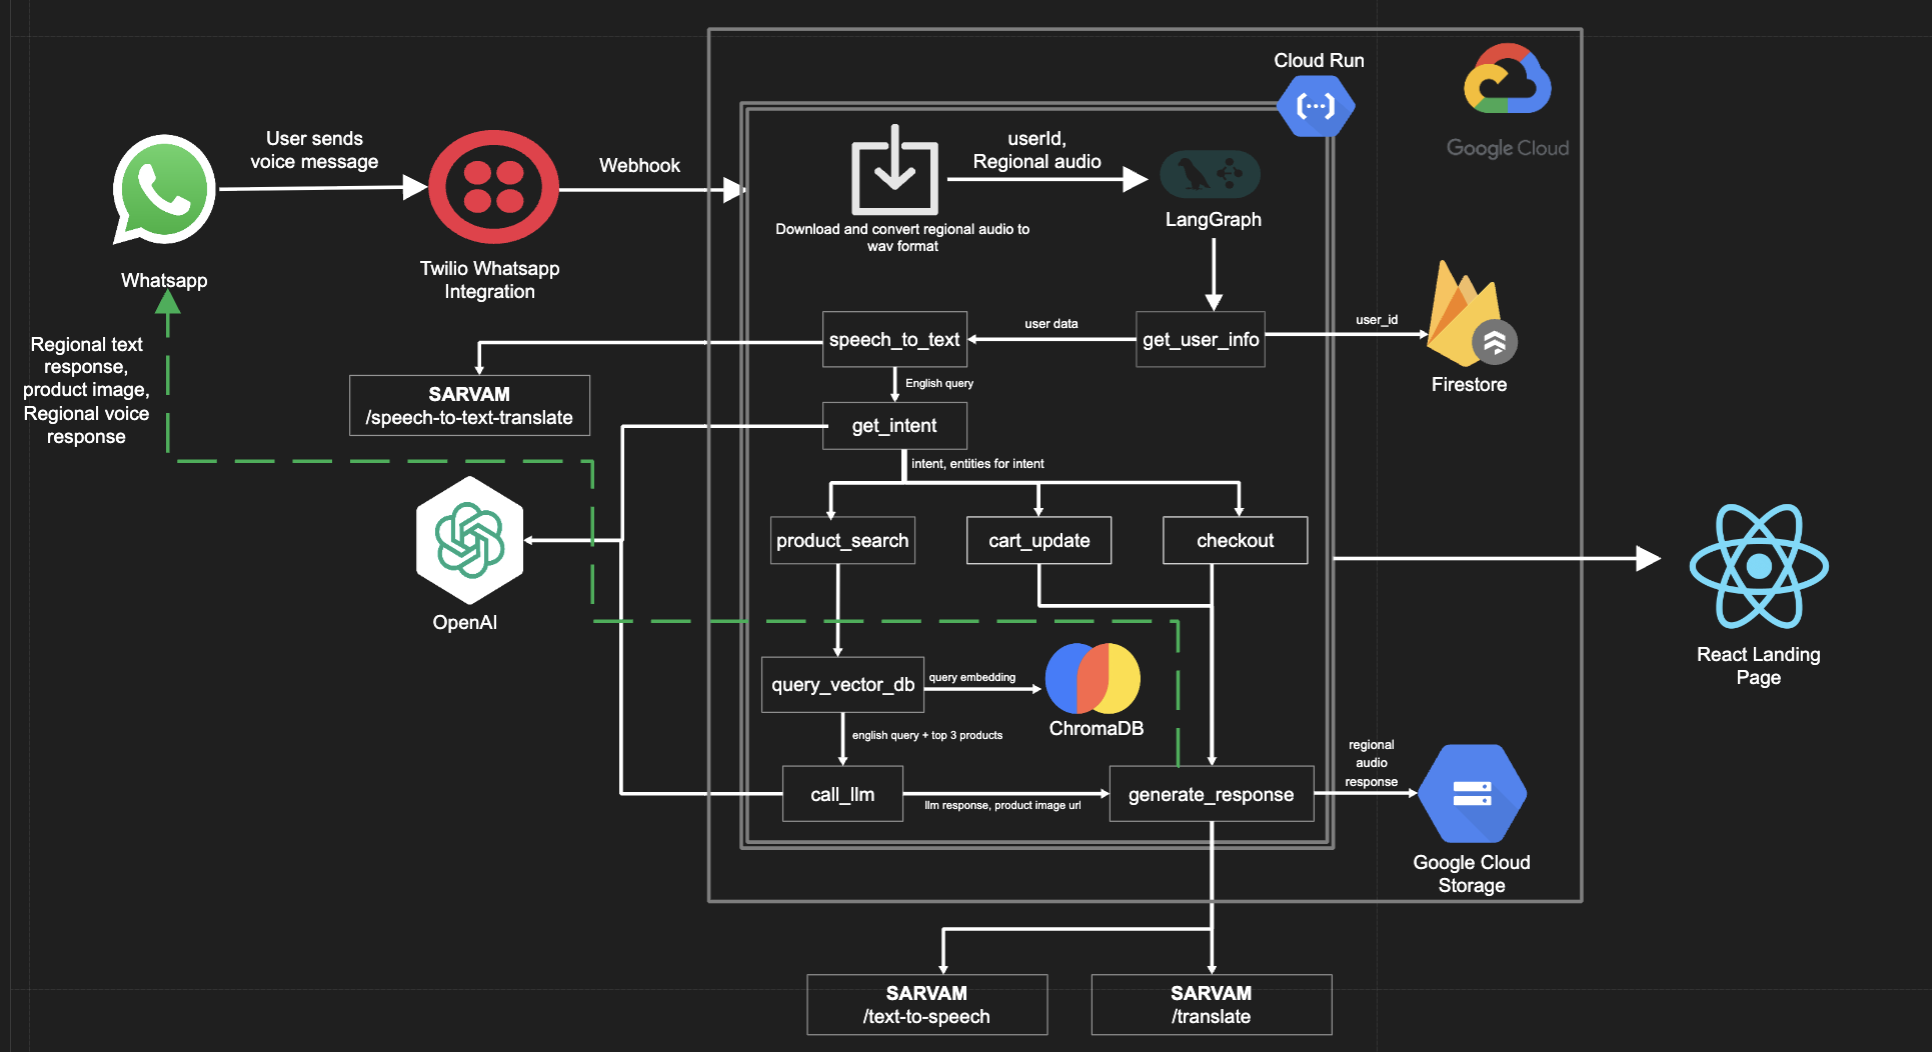 Cloud Run
Google Cloud
User sends
voice message
Webhook
userId,
Regional audio
LangGraph
Download and convert regional audio to
wav format
Whatsapp
Twilio Whatsapp
Integration
Regional text
response,
product image,
Regional voice
response
speech_to_text
user data
get_user_info
user_id
Firestore
SARVAM
/speech-to-text-translate
English query
get_intent
intent, entities for intent
OpenAI
product_search
cart_update
checkout
React Landing
Page
query_vector_db
query embedding
ChromaDB
english query + top 3 products
call_llm
llm response, product image url
generate_response
regional
audio
response
Google Cloud
Storage
SARVAM
/text-to-speech
SARVAM
/translate